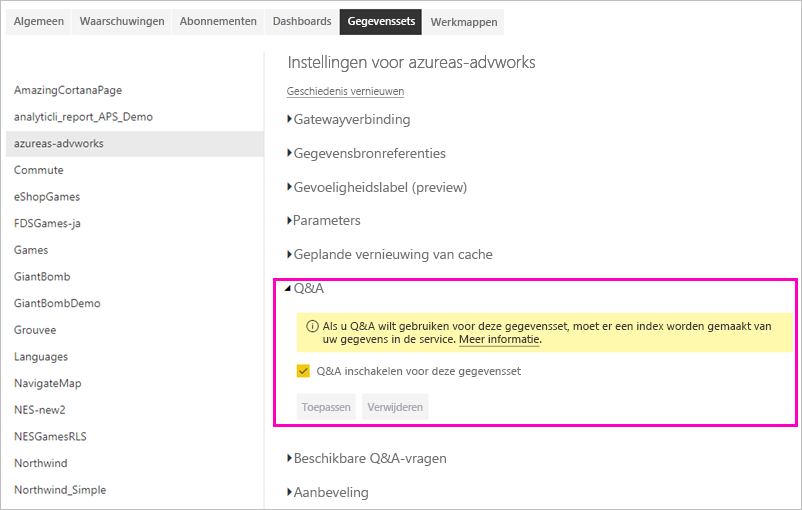 Algemeen Waarschuwingen Abonnementen Dashboards Gegevenssets Werkmappen
AmazingCortanaPage
analyticli_report_APS_Demo
azureas-advworks
Commute
eShopGames
FDSGames-ja
Games
GiantBomb
GiantBombDemo
Grouvee
Languages
NavigateMap
NES-new2
NESGamesRLS
Northwind
Northwind_Simple
Instellingen voor azureas-advworks
Geschiedenis vernieuwen
Gatewayverbinding
Gegevensbronreferenties
Gevoeligheidslabel (preview)
Parameters
Geplande vernieuwing van cache
Q&A
Als u Q&A wilt gebruiken voor deze gegevensset, moet er een index worden gemaakt van
uw gegevens in de service. Meer informatie.
Q&A inschakelen voor deze gegevensset
Toepassen Verwijderen
Beschikbare Q&A-vragen
Aanbeveling